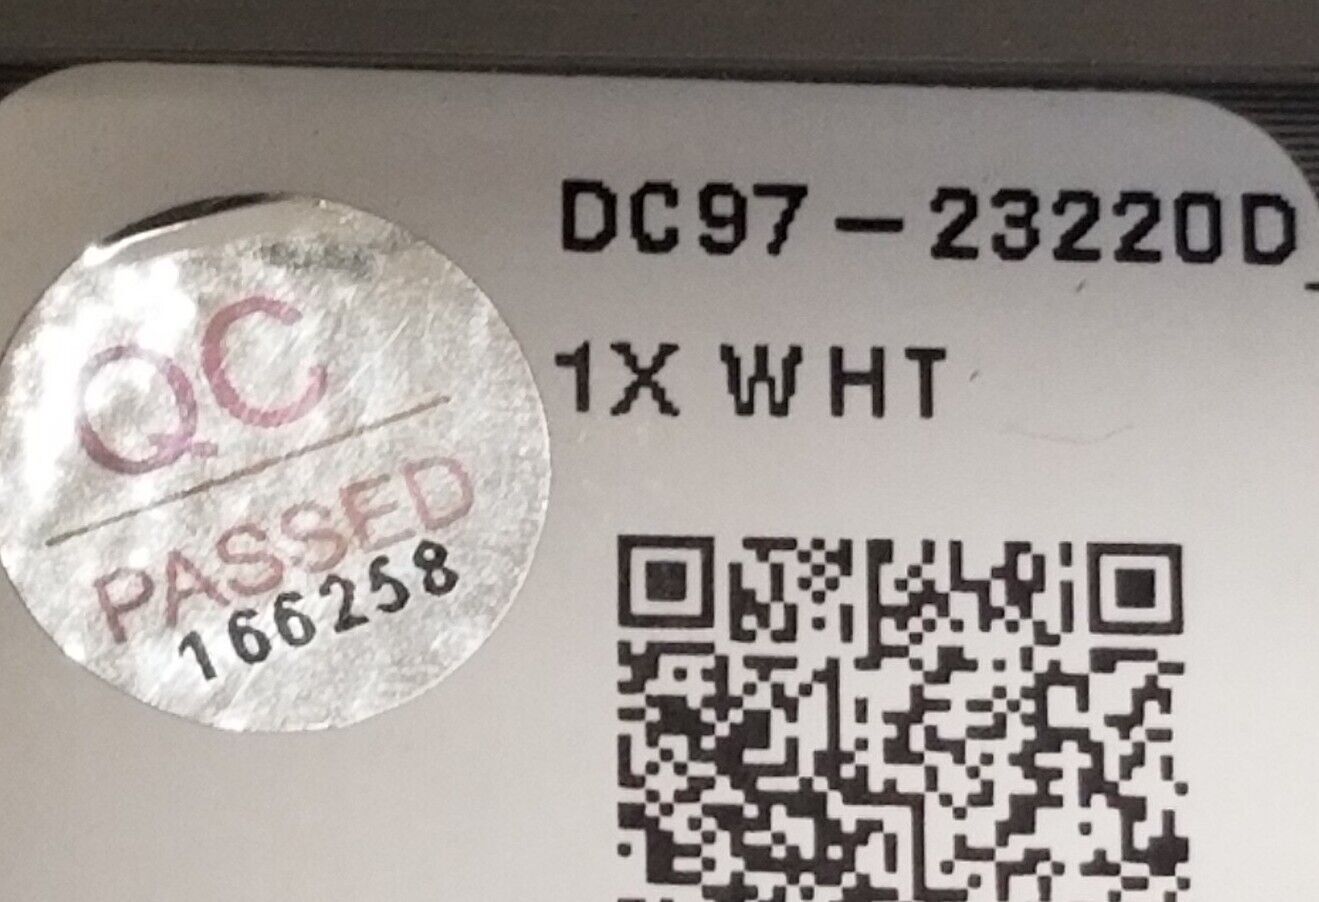 DC97-23220D
1X WHT
QC
PASSED
166258